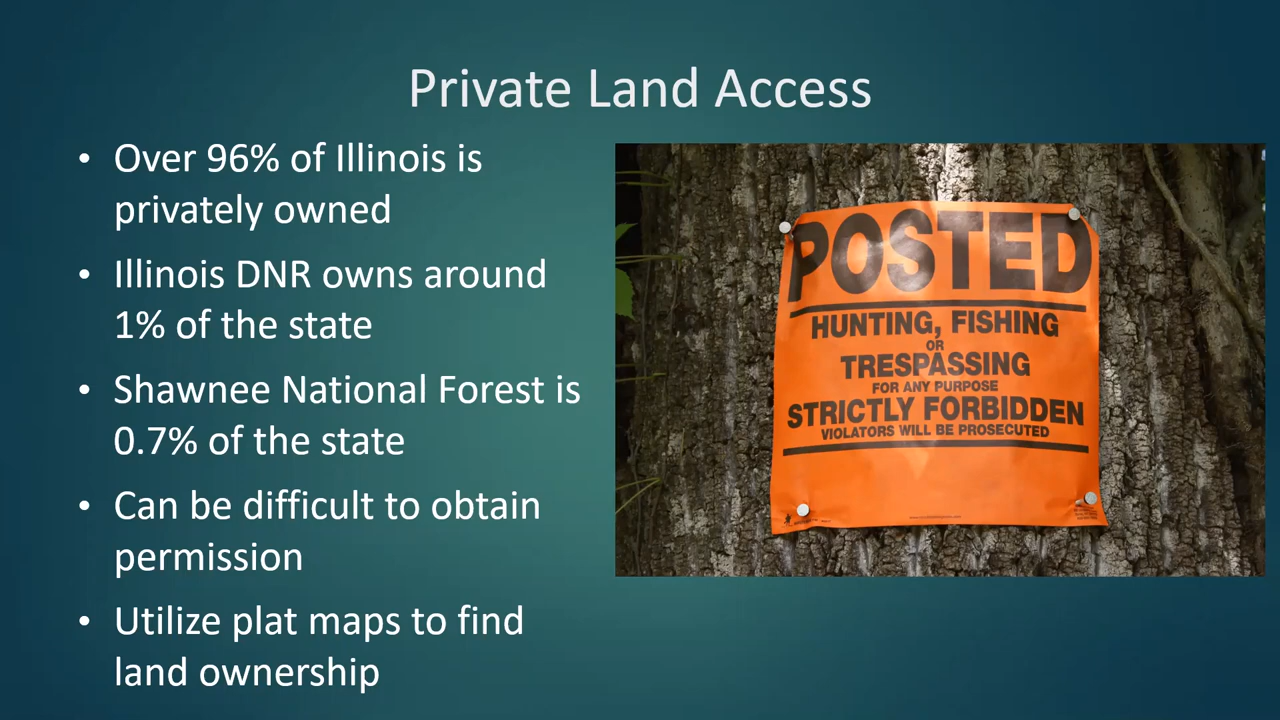 Private Land Access
• Over 96% of Illinois is
privately owned
• Illinois DNR owns around
1% of the state
• Shawnee National Forest is
0.7% of the state
• Can be difficult to obtain
permission
• Utilize plat maps to find
land ownership
POSTED
HUNTING, FISHING
OR
TRESPASSING
FOR ANY PURPOSE
STRICTLY FORBIDDEN
VIOLATORS WILL BE PROSECUTED